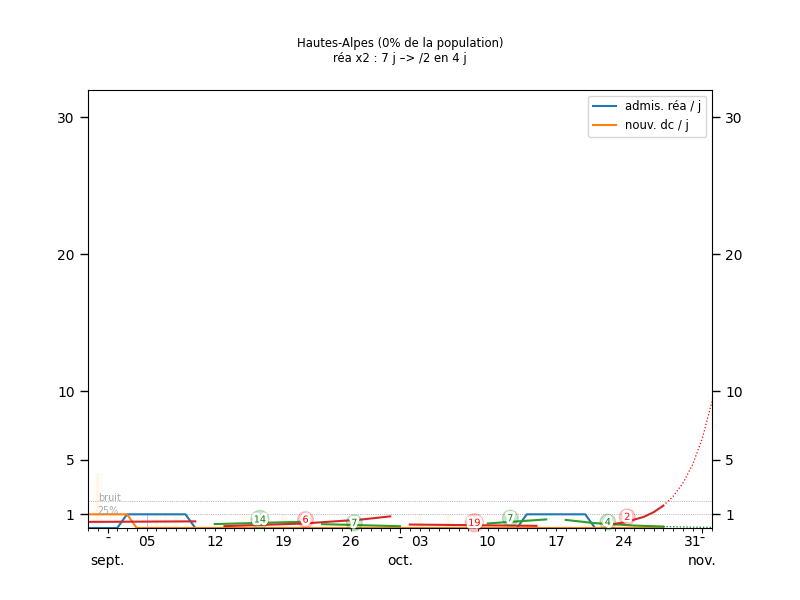 Hautes-Alpes (0% de la population)
réa x2 : 7 j –> /2 en 4 j
admis. réa / j
nouv. dc / j
30 30
20 20
10 10
5 5
1 1
bruit
25%
14 6 7 19 7 4 2
- 05 12 19 26 - 03 10 17 24 31-
sept. oct. nov.